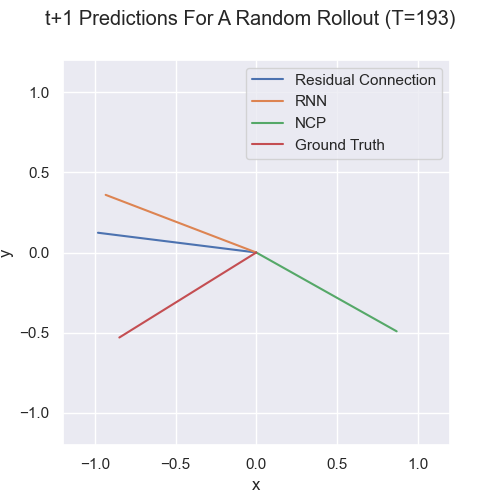 t+1 Predictions For A Random Rollout (T=193)
Residual Connection
RNN
NCP
Ground Truth
1.0
0.5
0.0
−0.5
−1.0
y
−1.0 −0.5 0.0 0.5 1.0
x